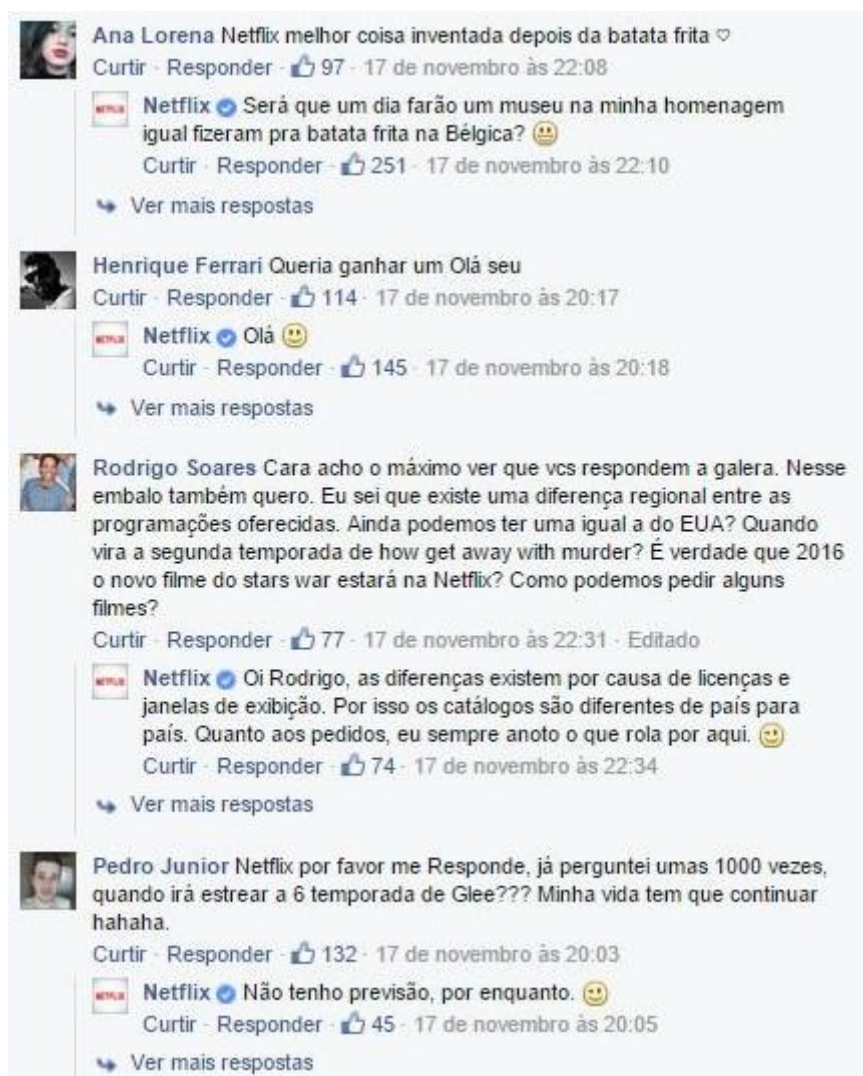 Ana Lorena Netflix melhor coisa inventada depois da batata frita ♡
Curtir · Responder · 97 · 17 de novembro às 22:08
Netflix Será que um dia farão um museu na minha homenagem
igual fizeram pra batata frita na Bélgica? 😐
Curtir · Responder · 251 · 17 de novembro às 22:10
Ver mais respostas
Henrique Ferrari Queria ganhar um Olá seu
Curtir · Responder · 114 · 17 de novembro às 20:17
Netflix Olá 🙂
Curtir · Responder · 145 · 17 de novembro às 20:18
Ver mais respostas
Rodrigo Soares Cara acho o máximo ver que vcs respondem a galera. Nesse
embalo também quero. Eu sei que existe uma diferença regional entre as
programações oferecidas. Ainda podemos ter uma igual a do EUA? Quando
vira a segunda temporada de how get away with murder? É verdade que 2016
o novo filme do stars war estará na Netflix? Como podemos pedir alguns
filmes?
Curtir · Responder · 77 · 17 de novembro às 22:31 · Editado
Netflix Oi Rodrigo, as diferenças existem por causa de licenças e
janelas de exibição. Por isso os catálogos são diferentes de país para
país. Quanto aos pedidos, eu sempre anoto o que rola por aqui. 😉
Curtir · Responder · 74 · 17 de novembro às 22:34
Ver mais respostas
Pedro Junior Netflix por favor me Responde, já perguntei umas 1000 vezes,
quando irá estrear a 6 temporada de Glee??? Minha vida tem que continuar
hahaha.
Curtir · Responder · 132 · 17 de novembro às 20:03
Netflix Não tenho previsão, por enquanto. 🙂
Curtir · Responder · 45 · 17 de novembro às 20:05
Ver mais respostas